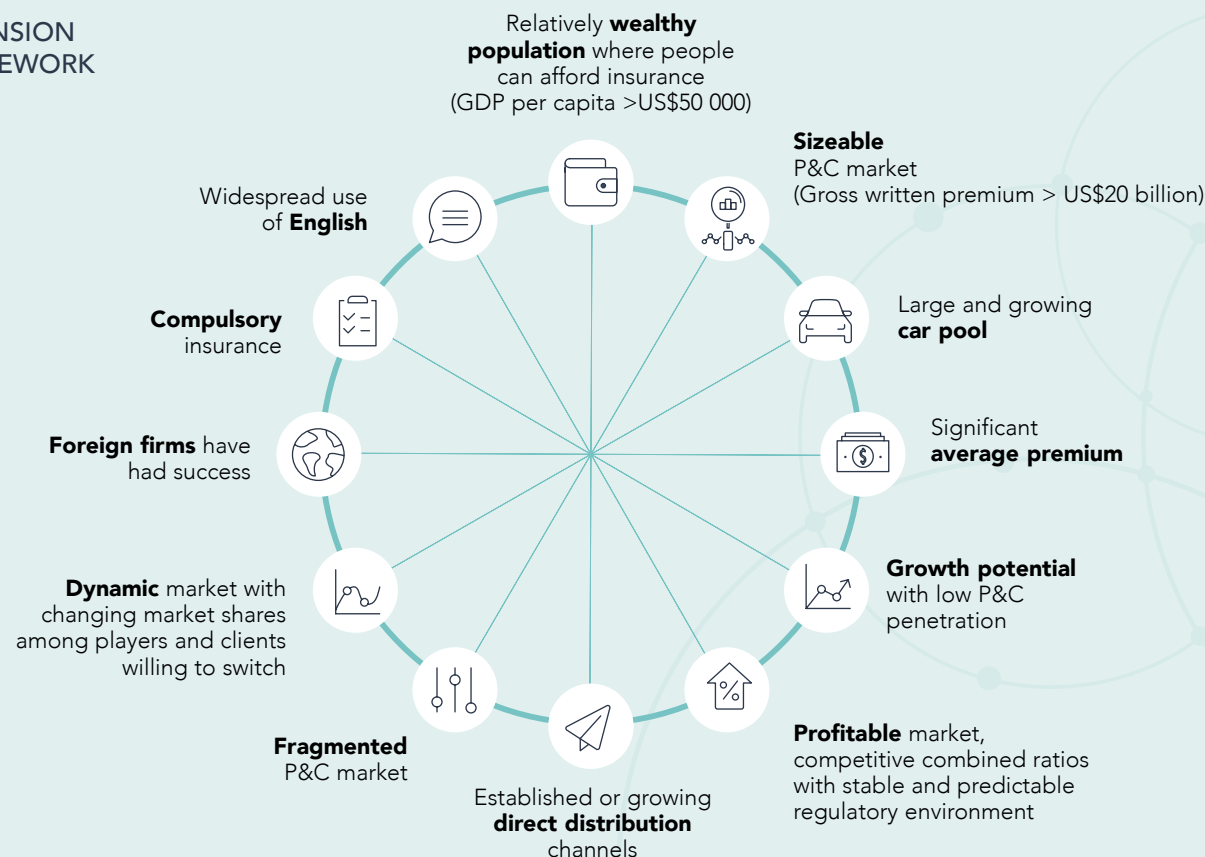 NSION
EWORK
Relatively wealthy
population where people
can afford insurance
(GDP per capita >US$50 000)
Sizeable
P&C market
(Gross written premium > US$20 billion)
Large and growing
car pool
Significant
average premium
Growth potential
with low P&C
penetration
Profitable market,
competitive combined ratios
with stable and predictable
regulatory environment
Established or growing
direct distribution
channels
Fragmented
P&C market
Dynamic market with
changing market shares
among players and clients
willing to switch
Foreign firms have
had success
Compulsory
insurance
Widespread use
of English